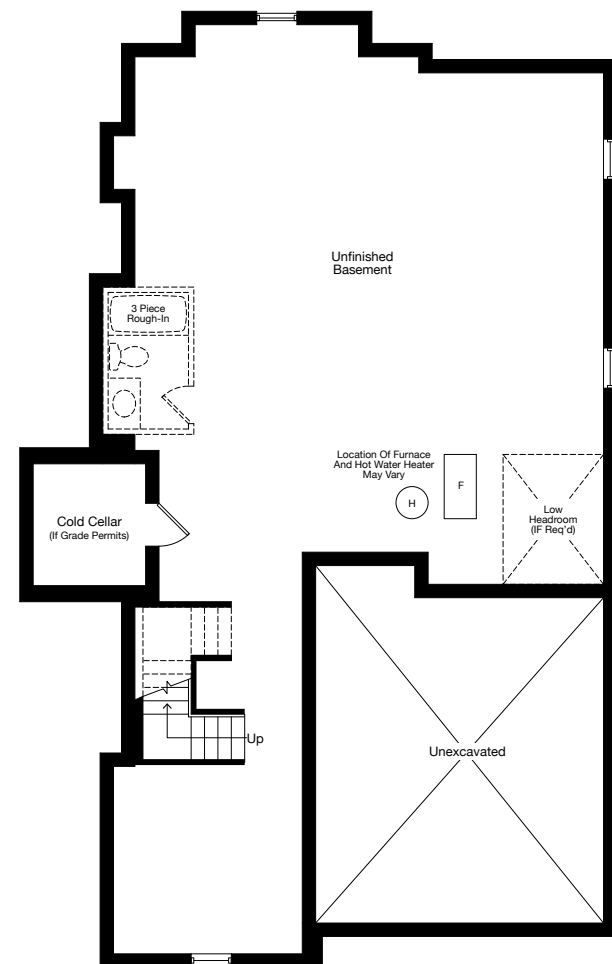 Unfinished
Basement
3 Piece
Rough-In
Location Of Furnace
And Hot Water Heater
May Vary
H
F
Low
Headroom
(IF Req'd)
Cold Cellar
(If Grade Permits)
Up
Unexcavated